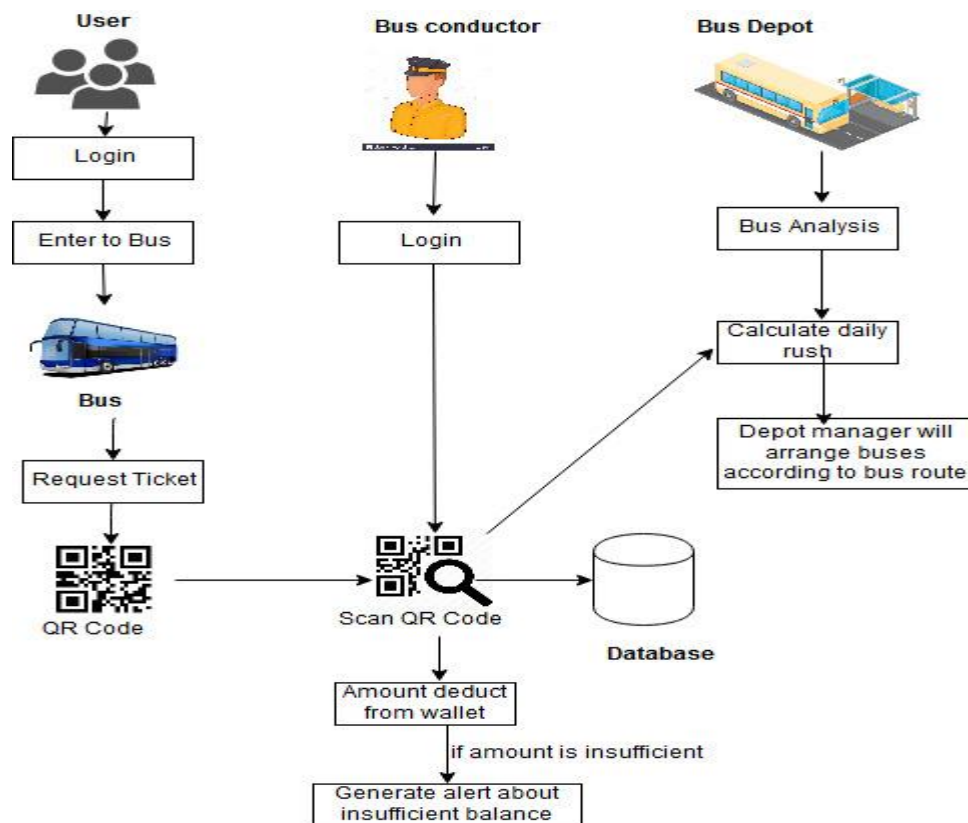 User
Bus conductor
Bus Depot
Login
Enter to Bus
Login
Bus Analysis
Calculate daily
rush
Bus
Depot manager will
arrange buses
according to bus route
Request Ticket
QR Code
Scan QR Code
Database
Amount deduct
from wallet
if amount is insufficient
Generate alert about
insufficient balance